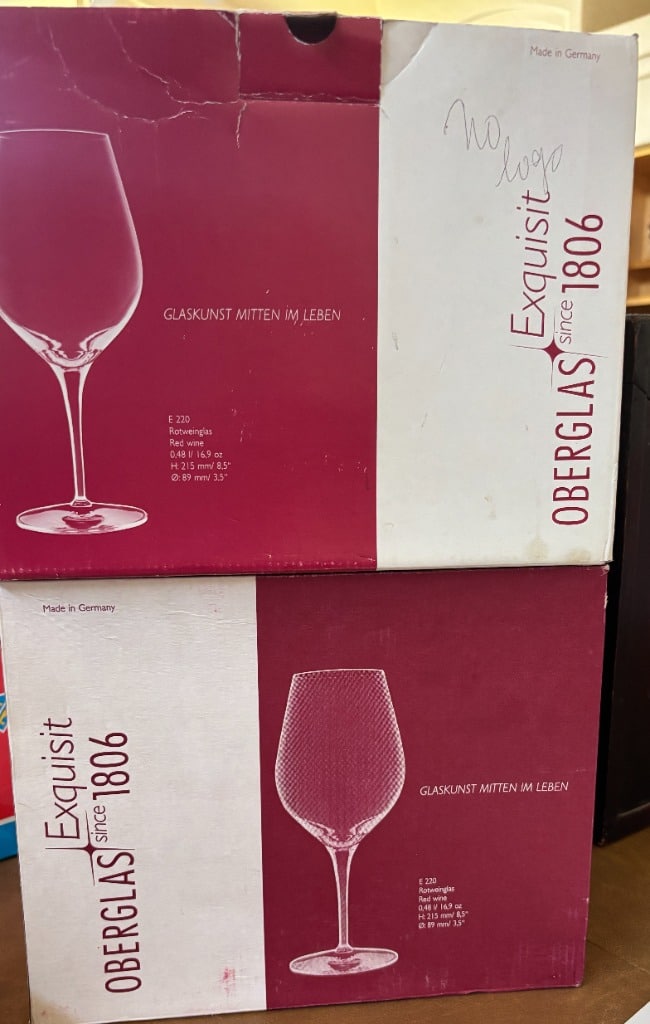 Made in Germany
No
logo
Exquisit
since 1806
OBERGLAS
GLASKUNST MITTEN IM LEBEN
E 220
Rotweinglas
Red wine
0,48 l/ 16,9 oz
H: 215 mm/ 8,5"
Ø: 89 mm/ 3,5"
Made in Germany
Exquisit
since 1806
OBERGLAS
GLASKUNST MITTEN IM LEBEN
E 220
Rotweinglas
Red wine
0,48 l/ 16,9 oz
H: 215 mm/ 8,5"
Ø: 89 mm/ 3,5"